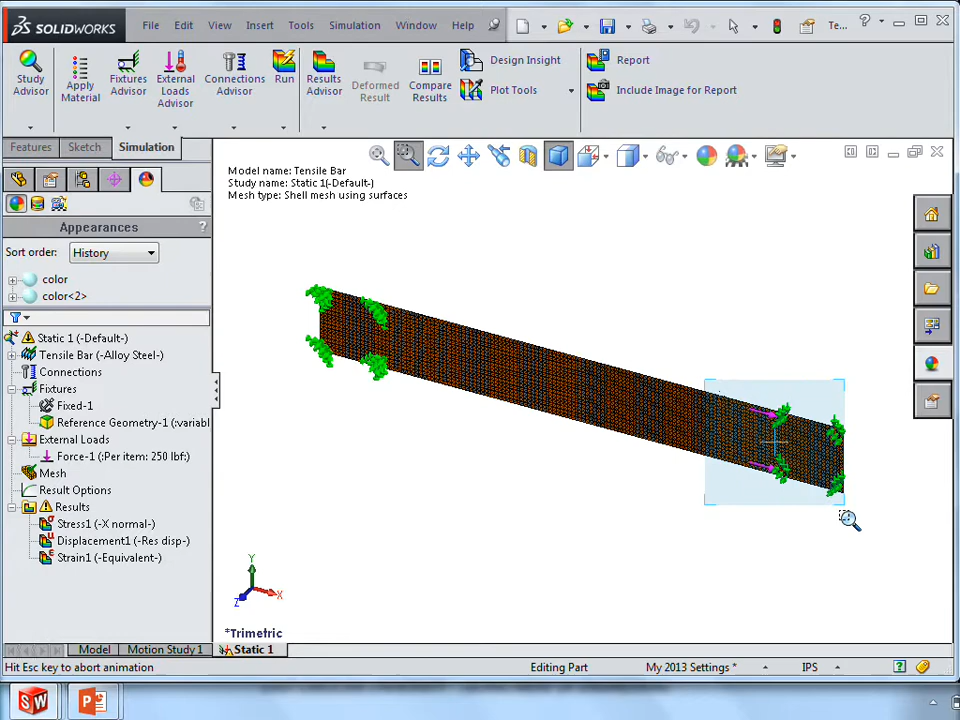 SOLIDWORKS File Edit View Insert Tools Simulation Window Help Te... ?
Study Advisor
Apply Material
Fixtures Advisor
External Loads Advisor
Connections Advisor
Run
Results Advisor
Deformed Result
Compare Results
Design Insight
Plot Tools
Report
Include Image for Report
Features Sketch Simulation
Model name: Tensile Bar
Study name: Static 1(-Default-)
Mesh type: Shell mesh using surfaces
Appearances ?
Sort order: History
color
color<2>
Static 1 (-Default-)
Tensile Bar (-Alloy Steel-)
Connections
Fixtures
Fixed-1
Reference Geometry-1 (:variabl
External Loads
Force-1 (:Per item: 250 lbf:)
Mesh
Result Options
Results
Stress1 (-X normal-)
Displacement1 (-Res disp-)
Strain1 (-Equivalent-)
Y
X
Z
*Trimetric
Model Motion Study 1 Static 1
Hit Esc key to abort animation Editing Part My 2013 Settings * IPS ?
SW P